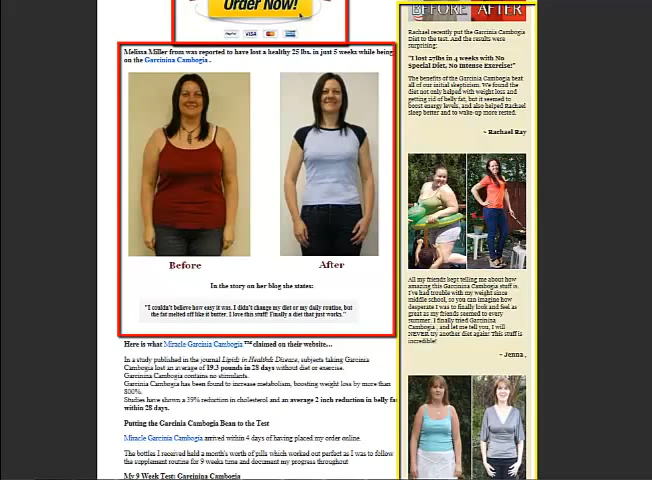 Order Now!
PayPal VISA
Melissa Miller from was reported to have lost a healthy 25 lbs. in just 5 weeks while being
on the Garcinia Cambogia .
Before
After
In the story on her blog she states:
"I couldn't believe how easy it was. I didn't change my diet or my daily routine, but
the fat melted off like it butter. I love this stuff! Finally a diet that just works."
Here is what Miracle Garcinia Cambogia ™ claimed on their website...
In a study published in the journal Lipids in Health& Disease, subjects taking Garcinia
Cambogia lost an average of 19.3 pounds in 28 days without diet or exercise.
Garcinina Cambogia contains no stimulants.
Garcinia Cambogia has been found to increase metabolism, boosting weight loss by more than
800%.
Studies have shown a 39% reduction in cholesterol and an average 2 inch reduction in belly fa
within 28 days.
Putting the Garcinia Cambogia Bean to the Test
Miracle Garcinia Cambogia arrived within 4 days of having placed my order online.
The bottles I received held a month's worth of pills which worked out perfect as I was to follow
the supplement routine for 9 weeks time and document my progress throughout
My 9 Week Test: Garcinina Cambogia
BEFORE AFTER
Rachael recently put the Garcinia Cambogia
Diet to the test. And the results were
surprising:
"I lost 27lbs in 4 weeks with No
Special Diet, No Intense Exercise!"
The benefits of the Garcinia Cambogia beat
all of our initial skepticism. We found the
diet not only helped with weight loss and
getting rid of belly fat, but it seemed to
boost energy levels, and also helped Rachael
sleep better and to wake-up more rested.
~ Rachael Ray
All my friends kept telling me about how
amazing this Garcinia Cambogia stuff is.
I've had trouble with my weight since
middle school, so you can imagine how
desperate I was to finally look and feel as
great as my friends seemed to every
summer. I finally tried Garcinia
Cambogia , and let me tell you, I will
NEVER try another diet again! This stuff is
incredible!
~ Jenna ,